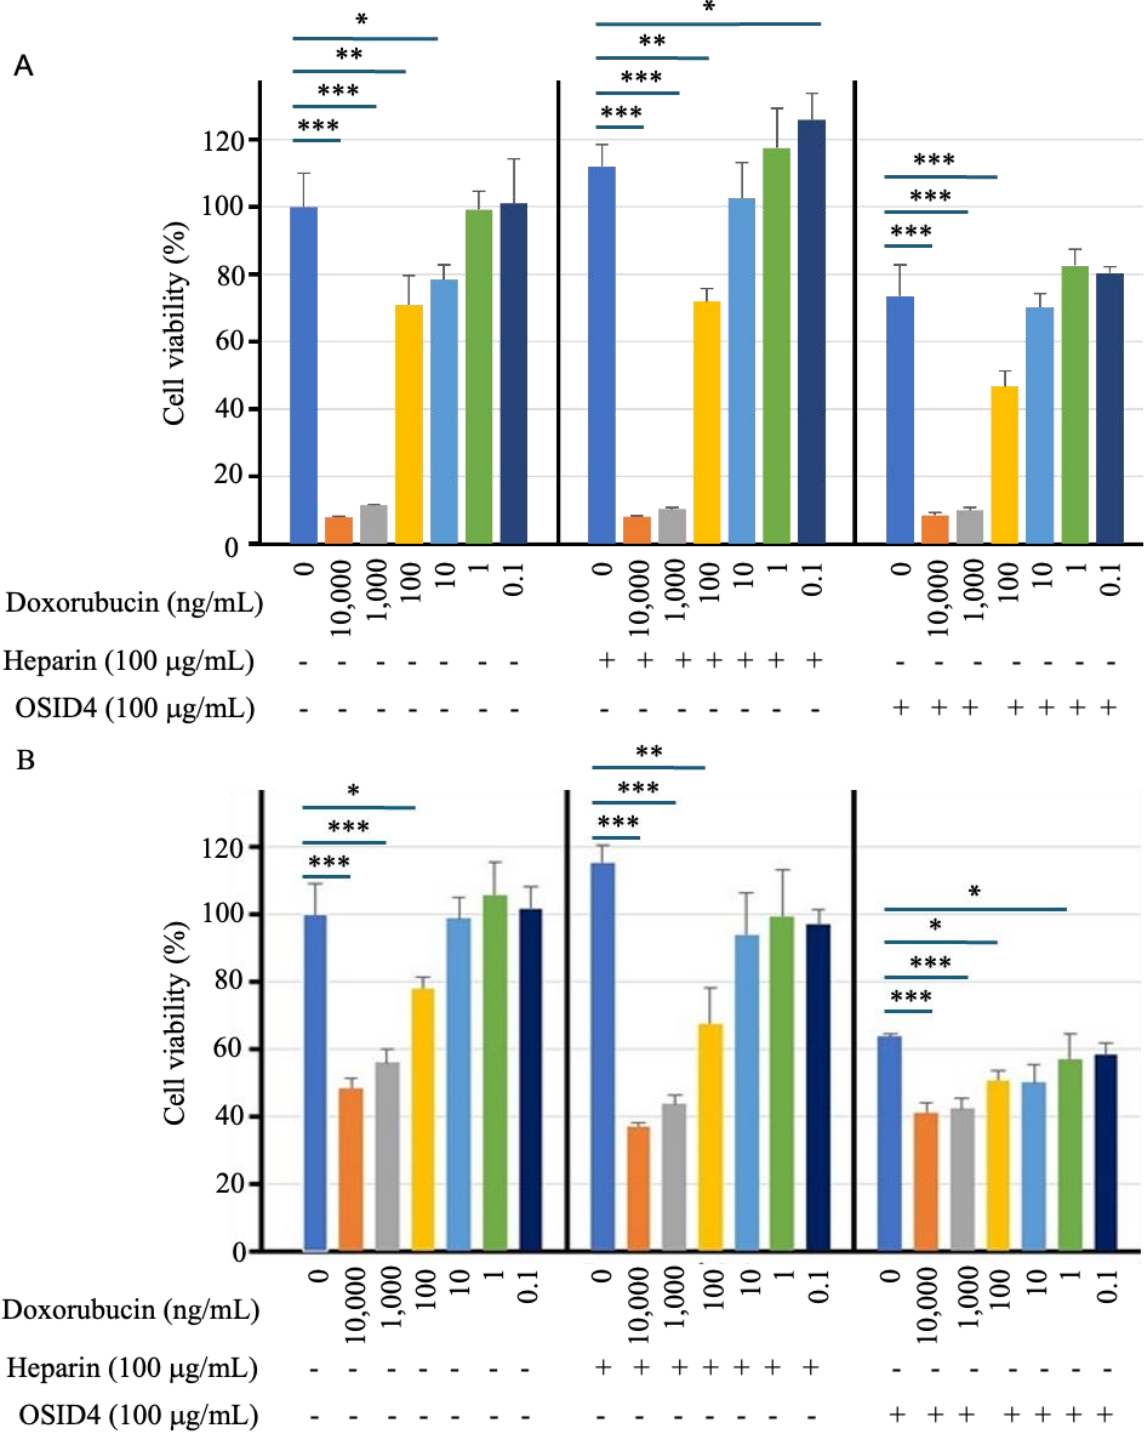 *
**
***
***
*
**
***
***
***
***
***
A
Cell viability (%)
120
100
80
60
40
20
0
0 10,000 1,000 100 10 1 0.1 0 10,000 1,000 100 10 1 0.1 0 10,000 1,000 100 10 1 0.1
Doxorubucin (ng/mL)
Heparin (100 μg/mL) - - - - - - - + + + + + + + - - - - - - -
OSID4 (100 μg/mL) - - - - - - - - - - - - - - + + + + + + +
B
*
***
***
**
***
***
*
*
***
***
Cell viability (%)
120
100
80
60
40
20
0
0 10,000 1,000 100 10 1 0.1 0 10,000 1,000 100 10 1 0.1 0 10,000 1,000 100 10 1 0.1
Doxorubucin (ng/mL)
Heparin (100 μg/mL) - - - - - - - + + + + + + + - - - - - - -
OSID4 (100 μg/mL) - - - - - - - - - - - - - - + + + + + + +